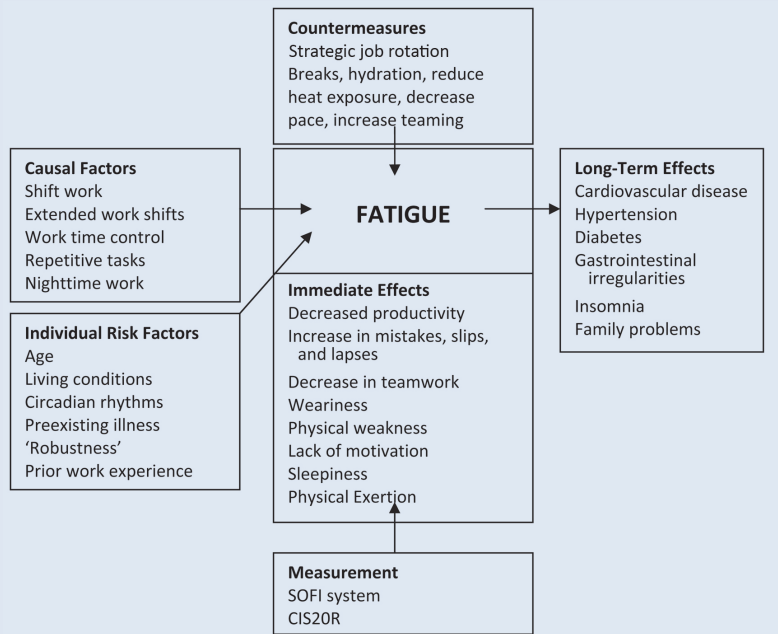 Countermeasures
Strategic job rotation
Breaks, hydration, reduce
heat exposure, decrease
pace, increase teaming
Causal Factors
Shift work
Extended work shifts
Work time control
Repetitive tasks
Nighttime work
FATIGUE
Long-Term Effects
Cardiovascular disease
Hypertension
Diabetes
Gastrointestinal
irregularities
Insomnia
Family problems
Individual Risk Factors
Age
Living conditions
Circadian rhythms
Preexisting illness
‘Robustness’
Prior work experience
Immediate Effects
Decreased productivity
Increase in mistakes, slips,
and lapses
Decrease in teamwork
Weariness
Physical weakness
Lack of motivation
Sleepiness
Physical Exertion
Measurement
SOFI system
CIS20R